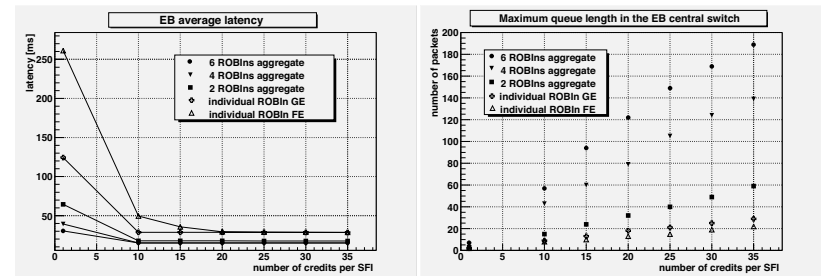 EB average latency
latency [ms]
250
200
150
100
50
0 5 10 15 20 25 30 35
number of credits per SFI
6 ROBIns aggregate
4 ROBIns aggregate
2 ROBIns aggregate
individual ROBIn GE
individual ROBIn FE
Maximum queue length in the EB central switch
number of packets
200
180
160
140
120
100
80
60
40
20
0
0 5 10 15 20 25 30 35
number of credits per SFI
6 ROBIns aggregate
4 ROBIns aggregate
2 ROBIns aggregate
individual ROBIn GE
individual ROBIn FE